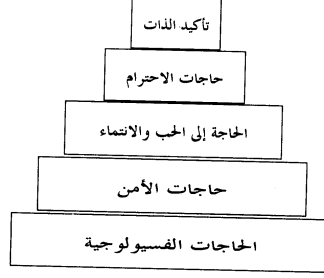 تأكيد الذات
حاجات الاحترام
الحاجة إلى الحب والانتماء
حاجات الأمن
الحاجات الفسيولوجية